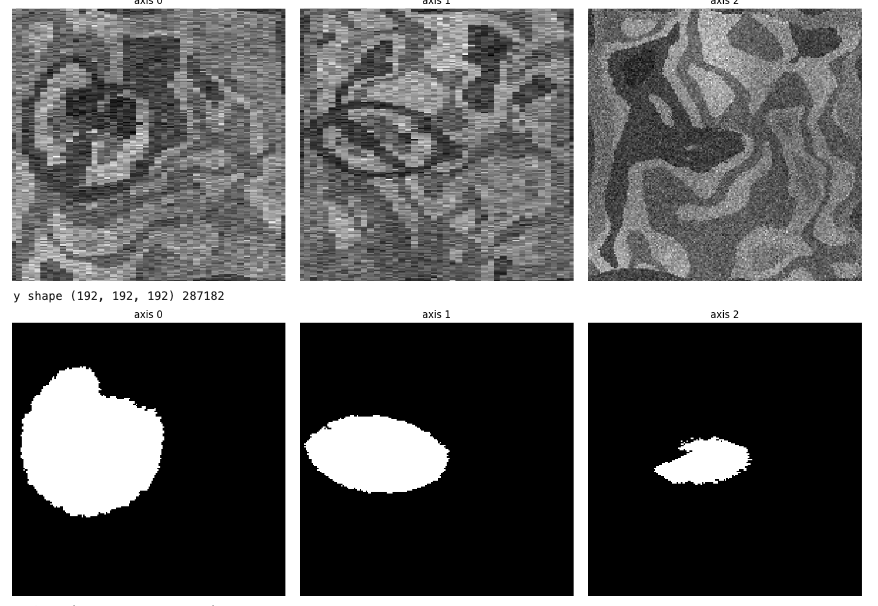 axis 0 axis 1 axis 2
y shape (192, 192, 192) 287182
axis 0 axis 1 axis 2